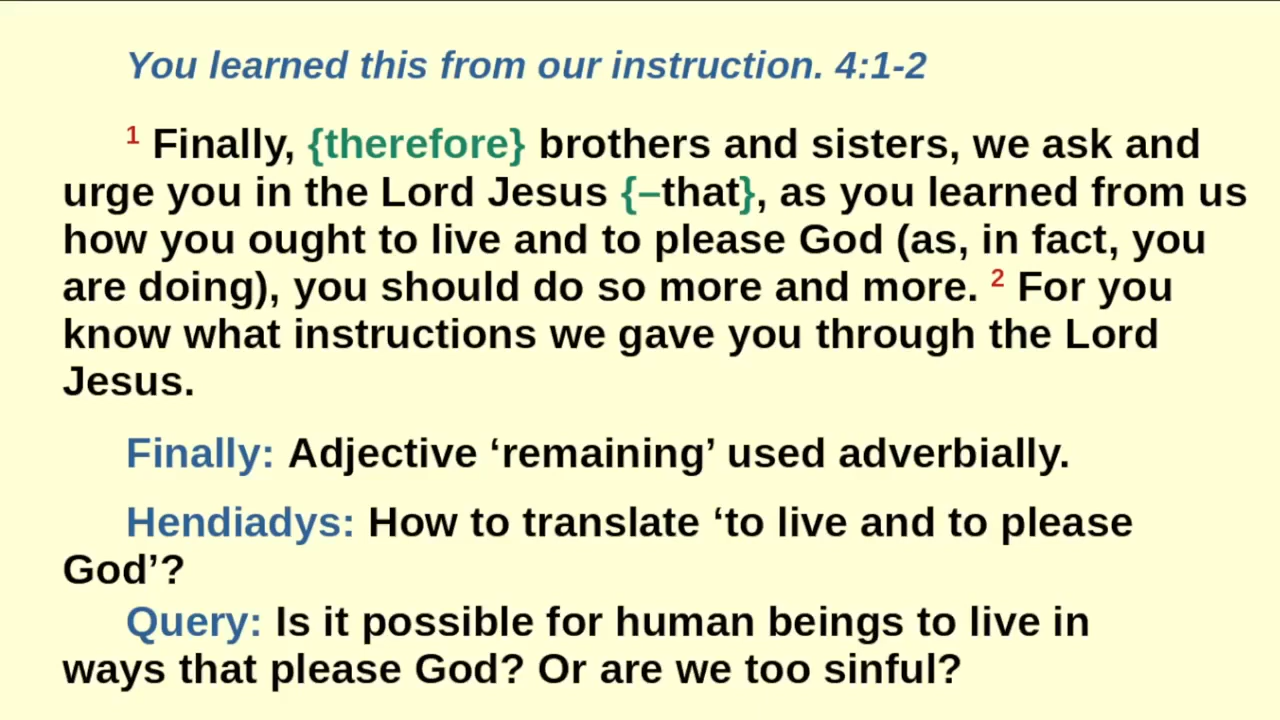 You learned this from our instruction. 4:1-2
1 Finally, {therefore} brothers and sisters, we ask and
urge you in the Lord Jesus {–that}, as you learned from us
how you ought to live and to please God (as, in fact, you
are doing), you should do so more and more. 2 For you
know what instructions we gave you through the Lord
Jesus.
Finally: Adjective ‘remaining’ used adverbially.
Hendiadys: How to translate ‘to live and to please
God’?
Query: Is it possible for human beings to live in
ways that please God? Or are we too sinful?